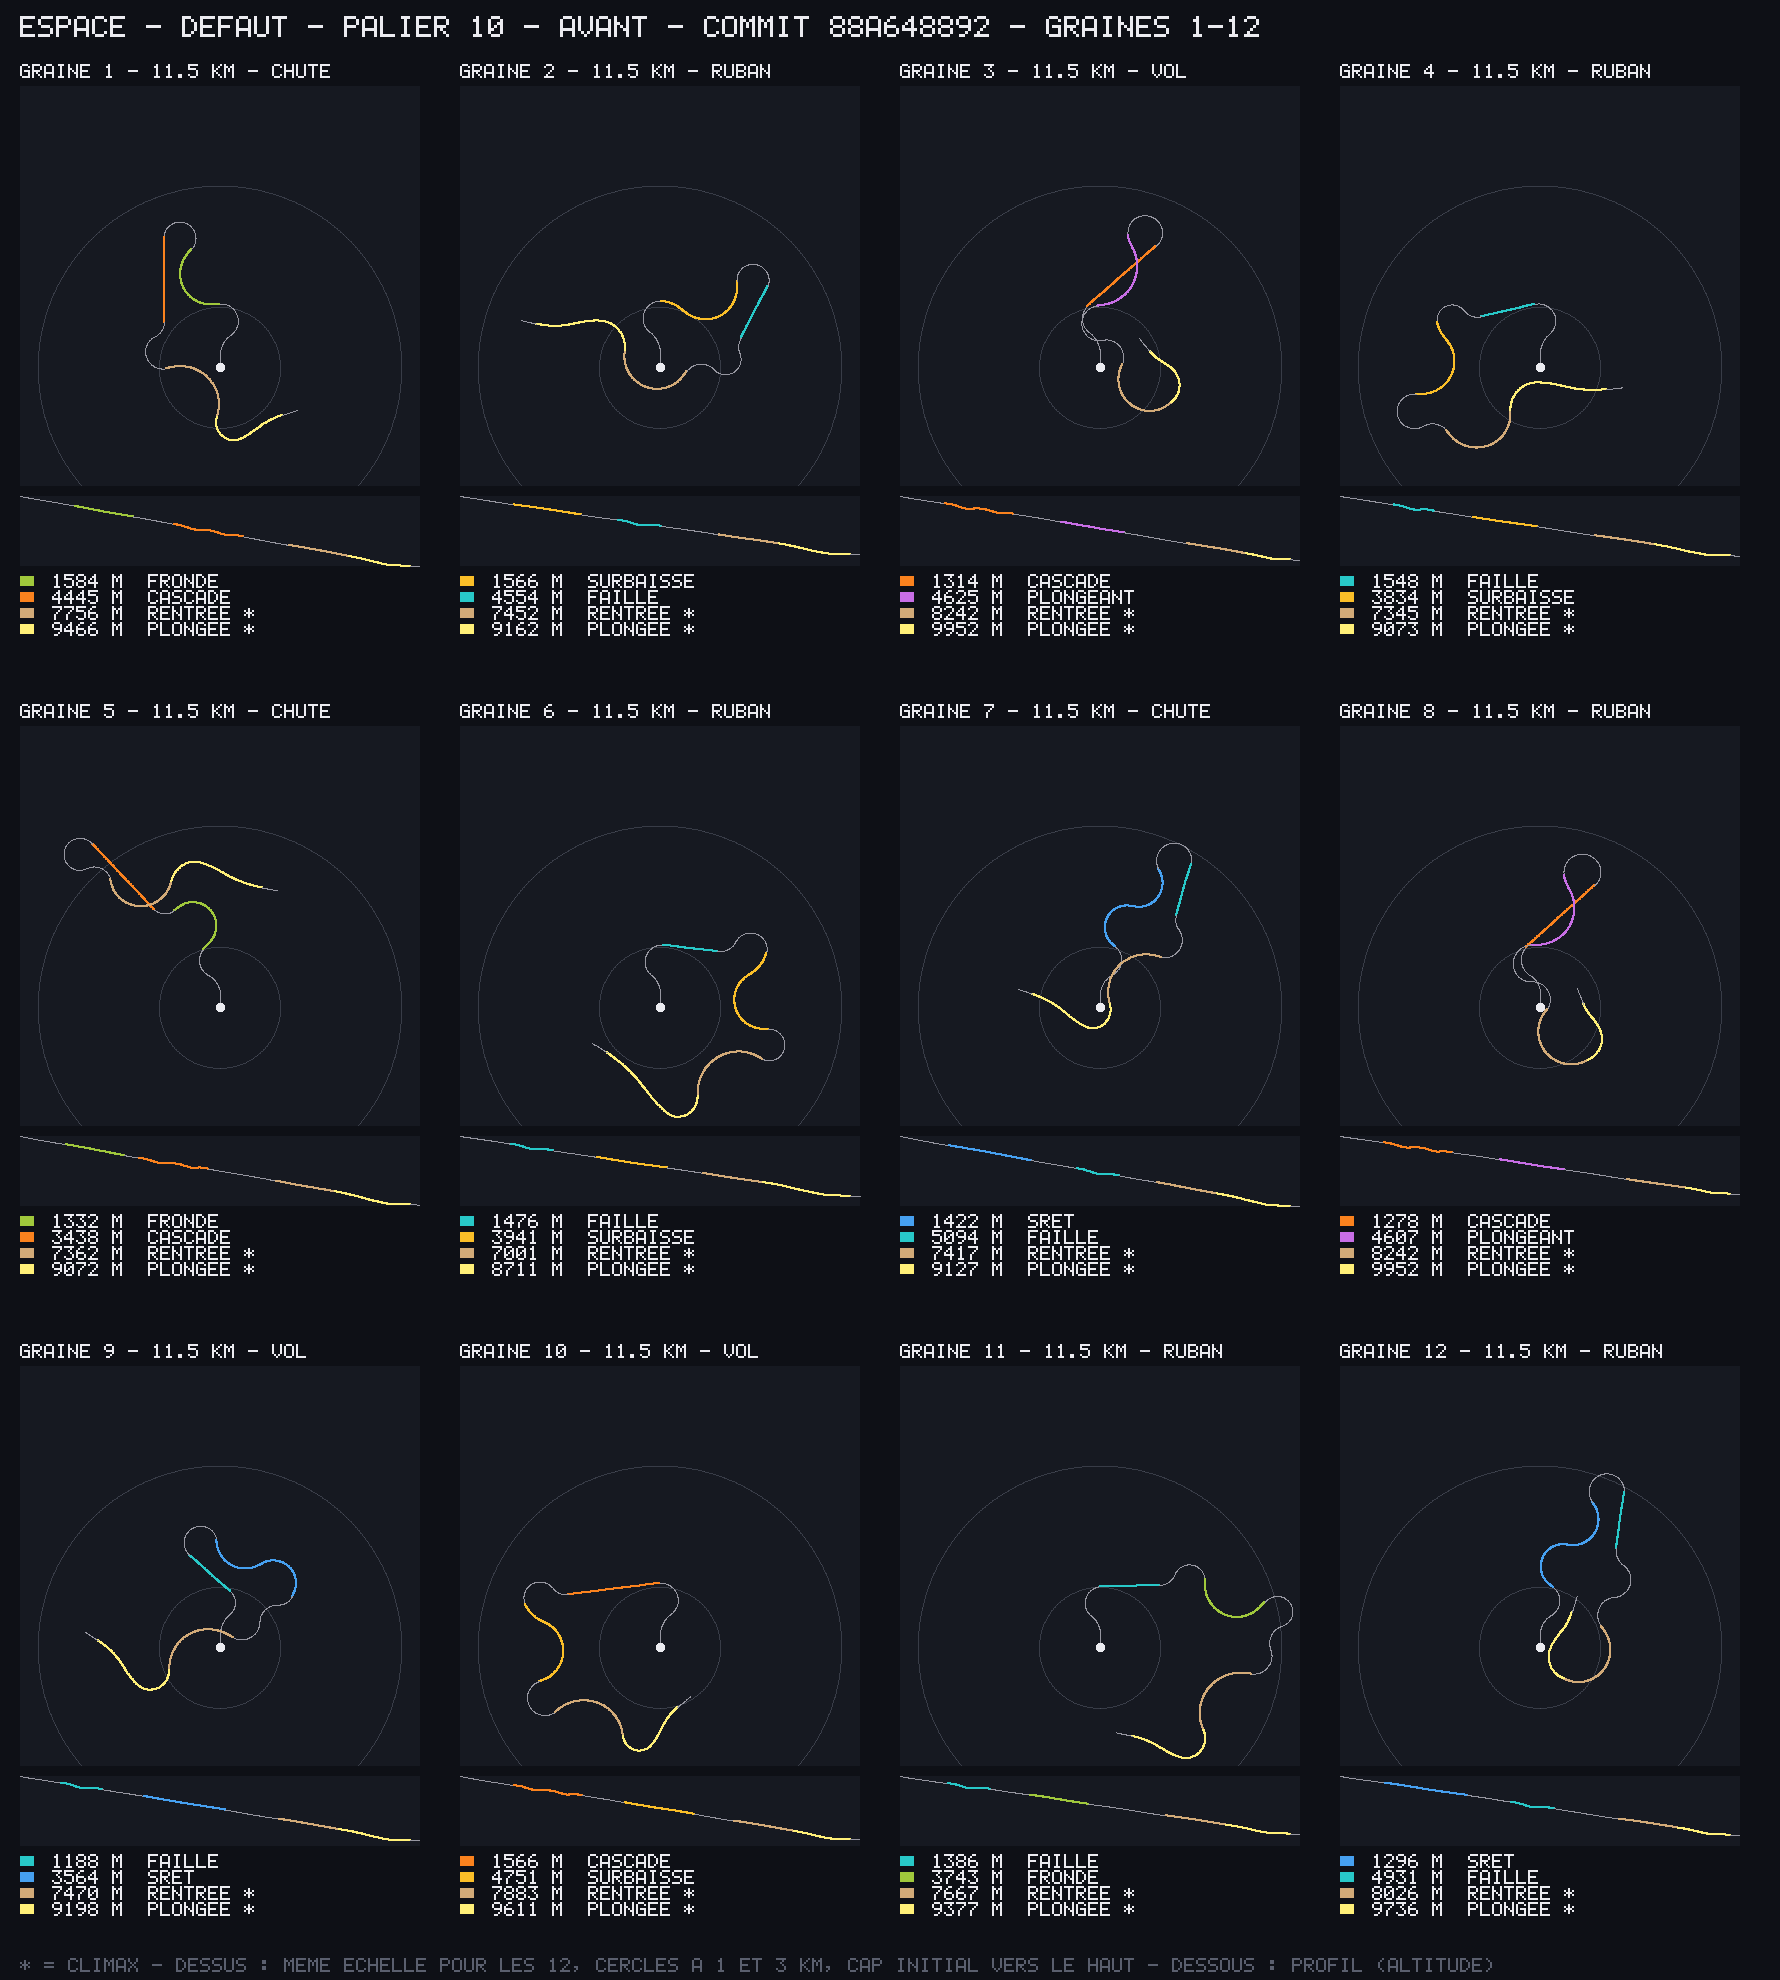 ESPACE - DEFAUT - PALIER 10 - AVANT - COMMIT 88A648892 - GRAINES 1-12
GRAINE 1 - 11.5 KM - CHUTE
1584 M FRONDE
4445 M CASCADE
7756 M RENTREE *
9466 M PLONGEE *
GRAINE 2 - 11.5 KM - RUBAN
1566 M SURBAISSE
4554 M FAILLE
7452 M RENTREE *
9162 M PLONGEE *
GRAINE 3 - 11.5 KM - VOL
1314 M CASCADE
4625 M PLONGEANT
8242 M RENTREE *
9952 M PLONGEE *
GRAINE 4 - 11.5 KM - RUBAN
1548 M FAILLE
3834 M SURBAISSE
7345 M RENTREE *
9073 M PLONGEE *
GRAINE 5 - 11.5 KM - CHUTE
1332 M FRONDE
3438 M CASCADE
7362 M RENTREE *
9072 M PLONGEE *
GRAINE 6 - 11.5 KM - RUBAN
1476 M FAILLE
3941 M SURBAISSE
7001 M RENTREE *
8711 M PLONGEE *
GRAINE 7 - 11.5 KM - CHUTE
1422 M SRET
5094 M FAILLE
7417 M RENTREE *
9127 M PLONGEE *
GRAINE 8 - 11.5 KM - RUBAN
1278 M CASCADE
4607 M PLONGEANT
8242 M RENTREE *
9952 M PLONGEE *
GRAINE 9 - 11.5 KM - VOL
1188 M FAILLE
3564 M SRET
7470 M RENTREE *
9198 M PLONGEE *
GRAINE 10 - 11.5 KM - VOL
1566 M CASCADE
4751 M SURBAISSE
7883 M RENTREE *
9611 M PLONGEE *
GRAINE 11 - 11.5 KM - RUBAN
1386 M FAILLE
3743 M FRONDE
7667 M RENTREE *
9377 M PLONGEE *
GRAINE 12 - 11.5 KM - RUBAN
1296 M SRET
4931 M FAILLE
8026 M RENTREE *
9736 M PLONGEE *
* = CLIMAX - DESSUS : MEME ECHELLE POUR LES 12, CERCLES A 1 ET 3 KM, CAP INITIAL VERS LE HAUT - DESSOUS : PROFIL (ALTITUDE)